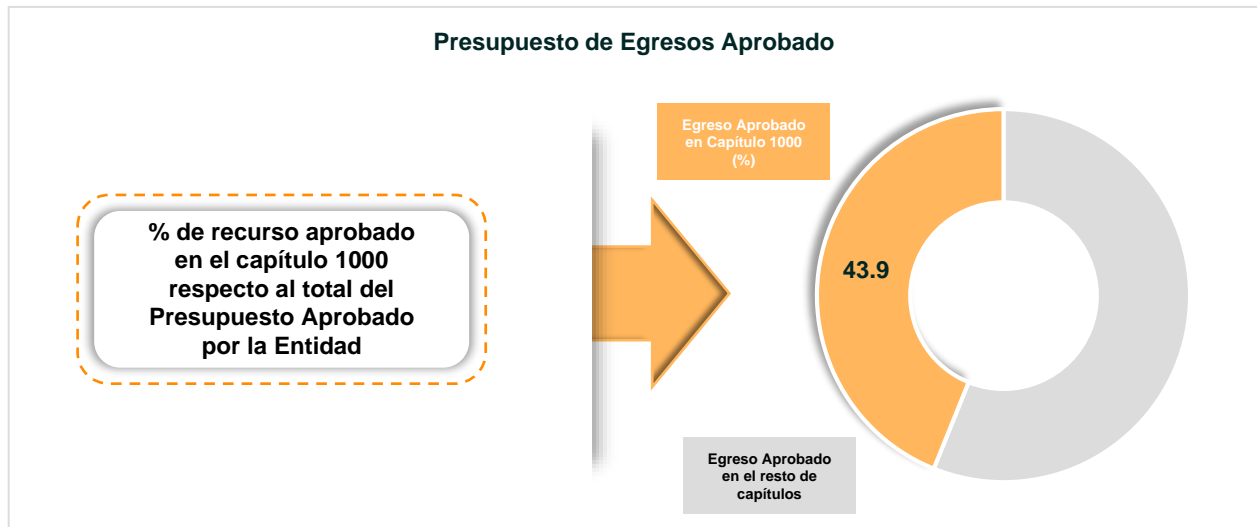 Presupuesto de Egresos Aprobado
% de recurso aprobado
en el capítulo 1000
respecto al total del
Presupuesto Aprobado
por la Entidad
Egreso Aprobado
en Capítulo 1000
(%)
43.9
Egreso Aprobado
en el resto de
capítulos